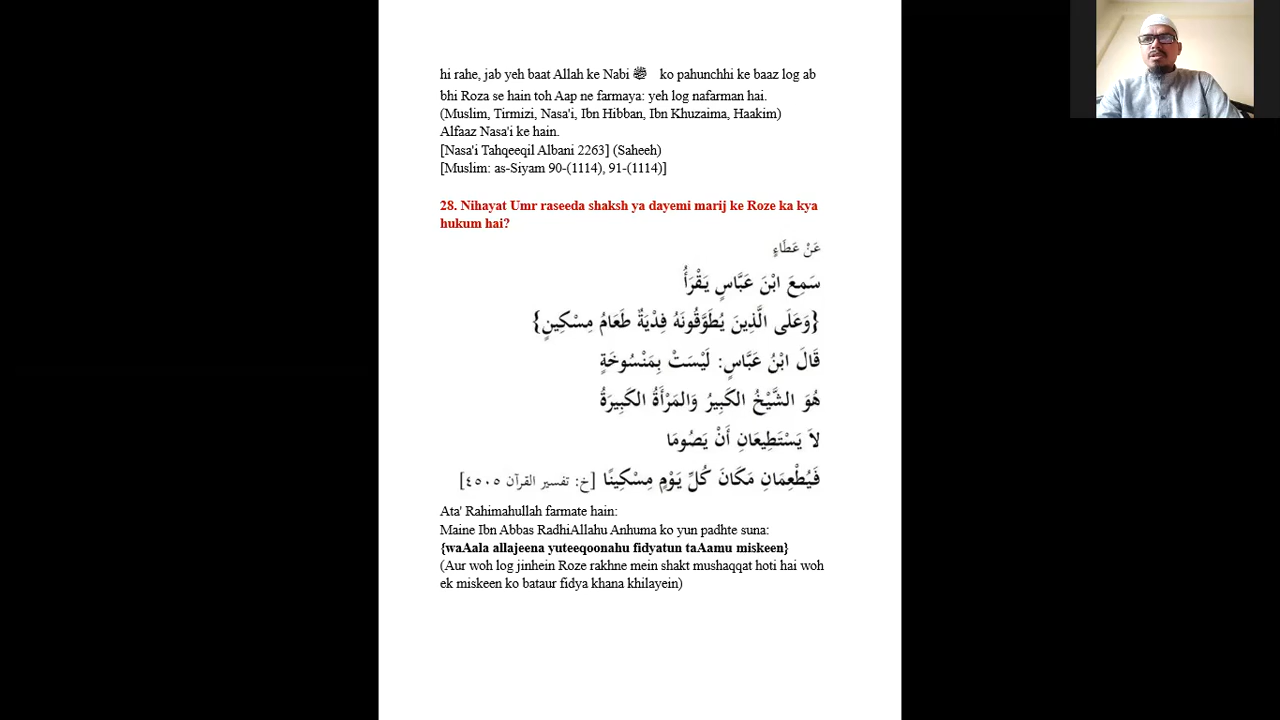 hi rahe, jab yeh baat Allah ke Nabi ﷺ ko pahunchhi ke baaz log ab
bhi Roza se hain toh Aap ne farmaya: yeh log nafarman hai.
(Muslim, Tirmizi, Nasa'i, Ibn Hibban, Ibn Khuzaima, Haakim)
Alfaaz Nasa'i ke hain.
[Nasa'i Tahqeeqil Albani 2263] (Saheeh)
[Muslim: as-Siyam 90-(1114), 91-(1114)]
28. Nihayat Umr raseeda shaksh ya dayemi marij ke Roze ka kya
hukum hai?
عَنْ عَطَاءٍ
سَمِعَ ابْنَ عَبَّاسٍ يَقْرَأُ
{وَعَلَى الَّذِينَ يُطَوَّقُونَهُ فِدْيَةٌ طَعَامُ مِسْكِينٍ}
قَالَ ابْنُ عَبَّاسٍ: لَيْسَتْ بِمَنْسُوخَةٍ
هُوَ الشَّيْخُ الكَبِيرُ وَالمَرْأَةُ الكَبِيرَةُ
لاَ يَسْتَطِيعَانِ أَنْ يَصُومَا
فَيُطْعِمَانِ مَكَانَ كُلِّ يَوْمٍ مِسْكِينًا [خ: تفسير القرآن ٤٥٠٥]
Ata' Rahimahullah farmate hain:
Maine Ibn Abbas RadhiAllahu Anhuma ko yun padhte suna:
{waAala allajeena yuteeqoonahu fidyatun taAamu miskeen}
(Aur woh log jinhein Roze rakhne mein shakt mushaqqat hoti hai woh
ek miskeen ko bataur fidya khana khilayein)